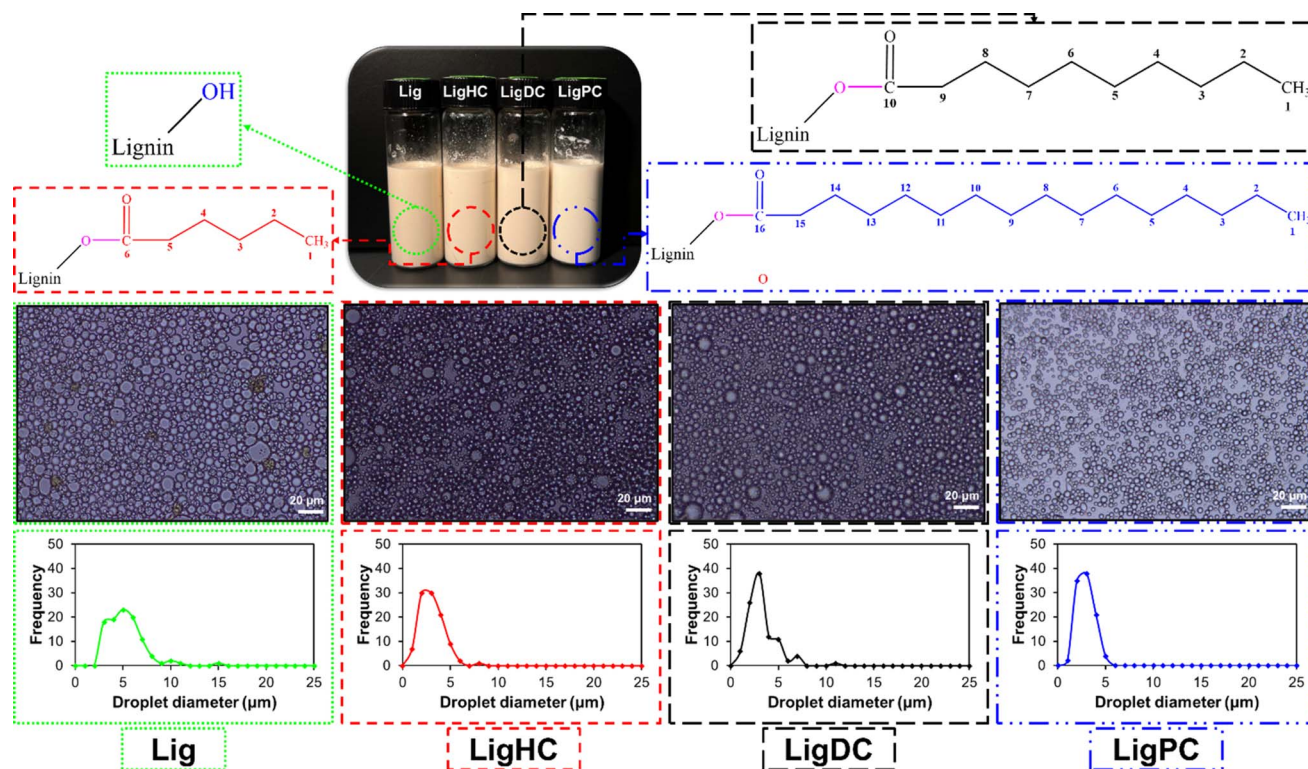 Lig
LigHC
LigDC
LigPC
OH
Lignin
O
O
10
9
8
7
6
5
4
3
2
CH3
1
Lignin
O
O
6
5
4
3
2
CH3
1
Lignin
O
O
16
15
14
13
12
11
10
9
8
7
6
5
4
3
2
CH3
1
Lignin
O
20 μm
20 μm
20 μm
20 μm
50
40
30
20
10
0
Frequency
0 5 10 15 20 25
Droplet diameter (μm)
50
40
30
20
10
0
Frequency
0 5 10 15 20 25
Droplet diameter (μm)
50
40
30
20
10
0
Frequency
0 5 10 15 20 25
Droplet diameter (μm)
50
40
30
20
10
0
Frequency
0 5 10 15 20 25
Droplet diameter (μm)
Lig
LigHC
LigDC
LigPC